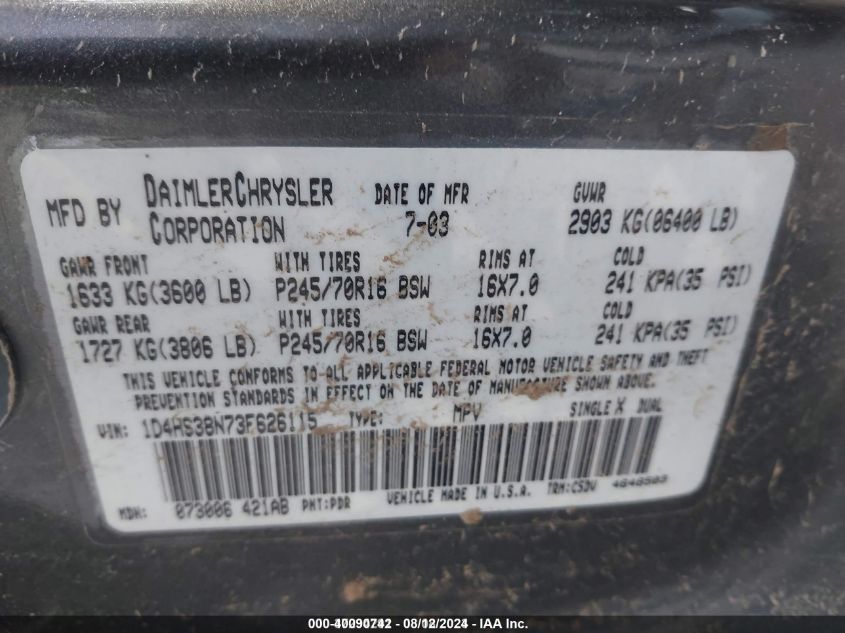 MFD BY DAIMLERCHRYSLER CORPORATION DATE OF MFR 7-03 GVWR 2903 KG(06400 LB)
GAWR FRONT WITH TIRES RIMS AT COLD
1633 KG(3600 LB) P245/70R16 BSW 16X7.0 241 KPA(35 PSI)
GAWR REAR WITH TIRES RIMS AT COLD
1727 KG(3806 LB) P245/70R16 BSW 16X7.0 241 KPA(35 PSI)
THIS VEHICLE CONFORMS TO ALL APPLICABLE FEDERAL MOTOR VEHICLE SAFETY AND THEFT
PREVENTION STANDARDS IN EFFECT ON THE DATE OF MANUFACTURE SHOWN ABOVE.
VIN: 1D4HS38N73F626115 TYPE: MPV SINGLE X DUAL
MDH: 073006 421AB PNT:PDR VEHICLE MADE IN U.S.A. TRM:CSDV
000-40090742 - 08/12/2024 - IAA Inc.